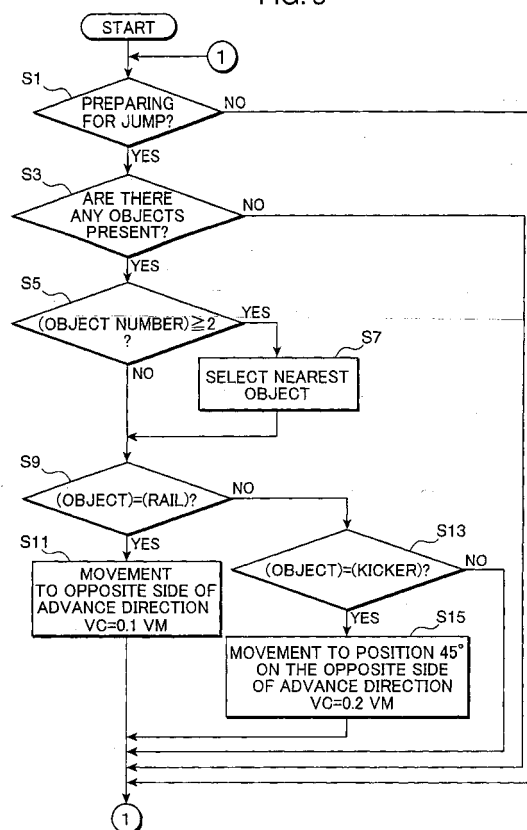 START
1
S1
PREPARING
FOR JUMP?
NO
YES
S3
ARE THERE
ANY OBJECTS
PRESENT?
NO
YES
S5
(OBJECT NUMBER)≧2
?
YES
NO
S7
SELECT NEAREST
OBJECT
S9
(OBJECT)=(RAIL)?
NO
YES
S11
MOVEMENT
TO OPPOSITE SIDE OF
ADVANCE DIRECTION
VC=0.1 VM
S13
(OBJECT)=(KICKER)?
NO
YES
S15
MOVEMENT TO POSITION 45°
ON THE OPPOSITE SIDE
OF ADVANCE DIRECTION
VC=0.2 VM
1